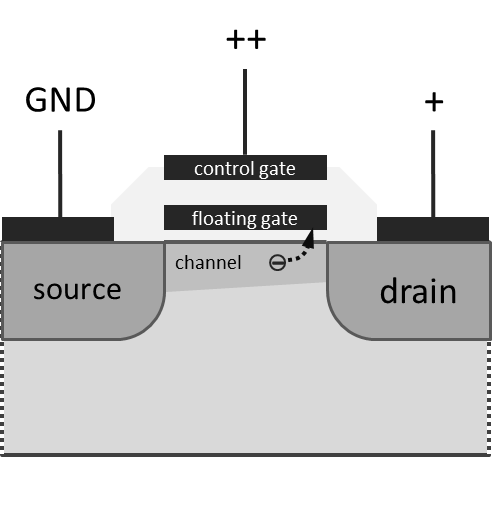 ++
GND
+
control gate
floating gate
channel
⊖
source
drain